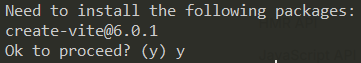 Need to install the following packages:
create-vite@6.0.1
Ok to proceed? (y) y